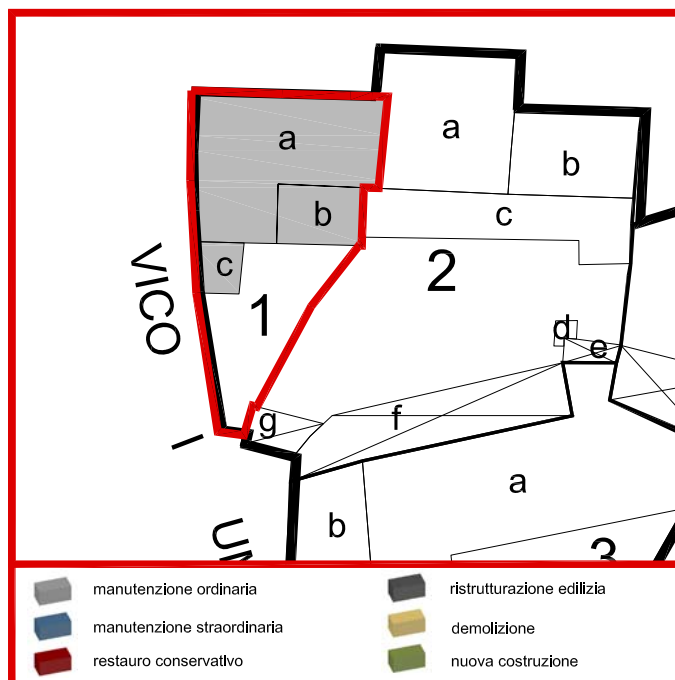 a
a
b
b
c
c
VICO
1
2
d
e
g
f
I
a
b
3
manutenzione ordinaria
ristrutturazione edilizia
manutenzione straordinaria
demolizione
restauro conservativo
nuova costruzione